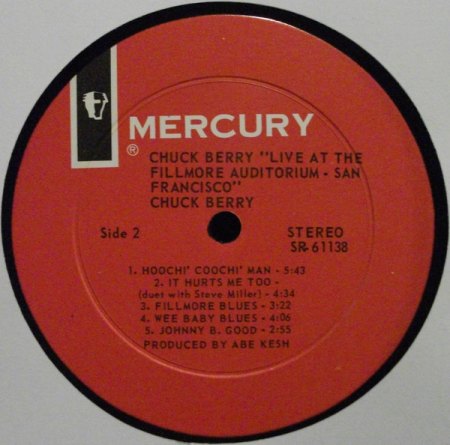 MERCURY
®
CHUCK BERRY "LIVE AT THE
FILLMORE AUDITORIUM - SAN
FRANCISCO"
CHUCK BERRY
Side 2
STEREO
SR-61138
1. HOOCHI' COOCHI' MAN - 5:43
2. IT HURTS ME TOO -
(duet with Steve Miller) - 4:34
3. FILLMORE BLUES - 3:22
4. WEE BABY BLUES - 4:06
5. JOHNNY B. GOOD - 2:55
PRODUCED BY ABE KESH